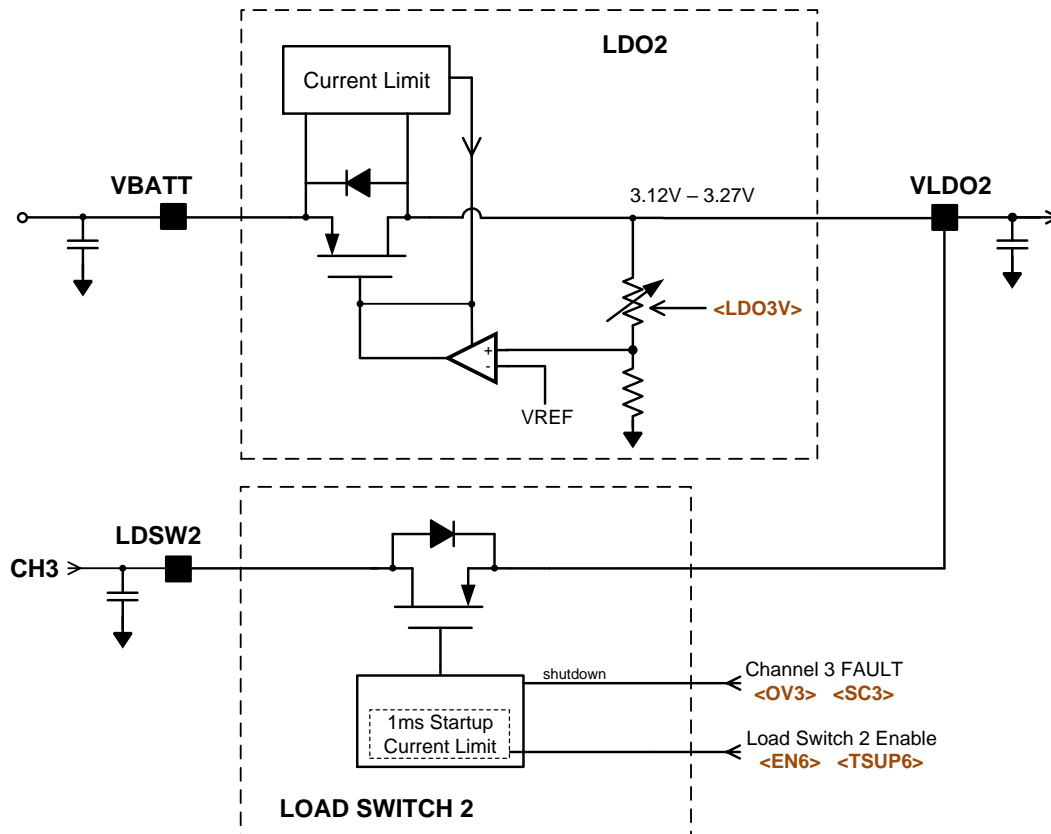 LDO2
Current Limit
VBATT
3.12V – 3.27V
VLDO2
<LDO3V>
+
-
VREF
LDSW2
CH3
shutdown
Channel 3 FAULT
<OV3> <SC3>
1ms Startup
Current Limit
Load Switch 2 Enable
<EN6> <TSUP6>
LOAD SWITCH 2